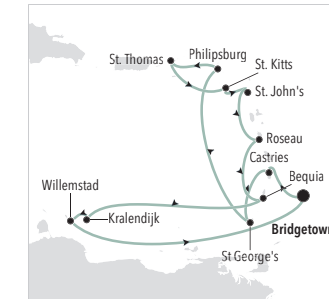 Philipsburg
St. Thomas
St. Kitts
St. John's
Roseau
Castries
Bequia
Willemstad
Kralendijk
Bridgetown
St George's